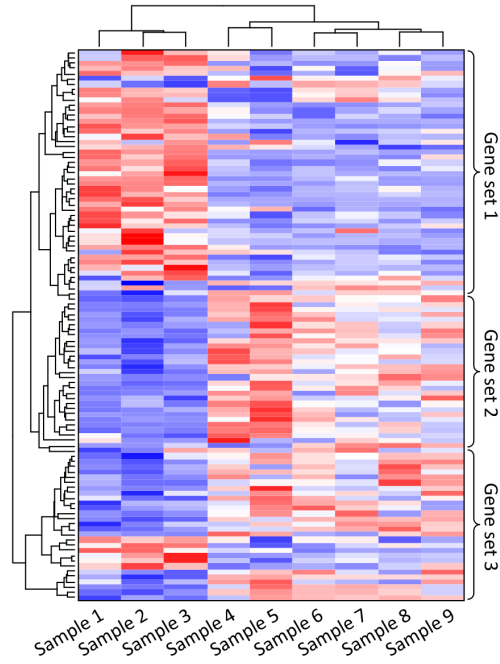 Gene set 1
Gene set 2
Gene set 3
Sample 1
Sample 2
Sample 3
Sample 4
Sample 5
Sample 6
Sample 7
Sample 8
Sample 9